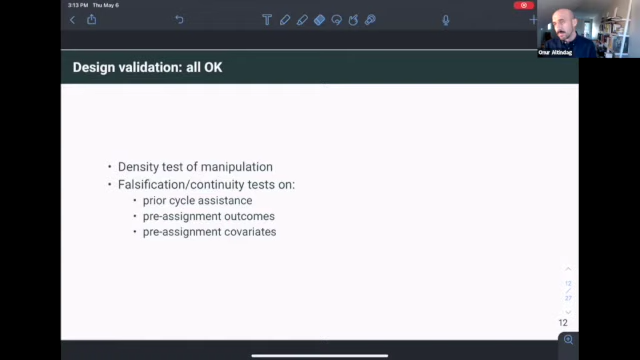 3:13 PM Thu May 6
Onur Altindag
Design validation: all OK
• Density test of manipulation
• Falsification/continuity tests on:
• prior cycle assistance
• pre-assignment outcomes
• pre-assignment covariates
12
/
27
12